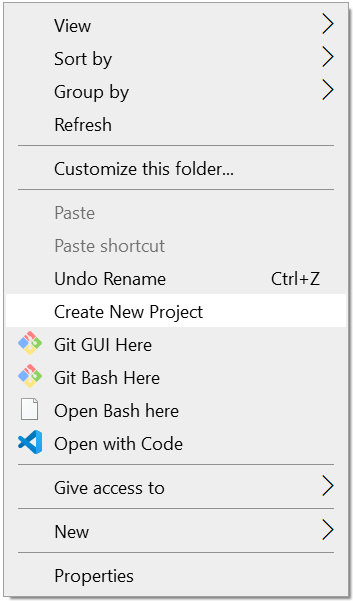 View
Sort by
Group by
Refresh
Customize this folder...
Paste
Paste shortcut
Undo Rename Ctrl+Z
Create New Project
Git GUI Here
Git Bash Here
Open Bash here
Open with Code
Give access to
New
Properties